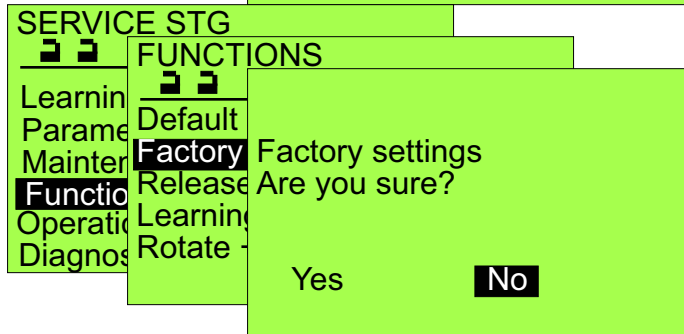 SERVICE STG
Learnin
Parame
Mainter
Functio
Operatio
Diagnos
FUNCTIONS
Default
Factory
Release
Learning
Rotate -
Factory settings
Are you sure?
Yes No